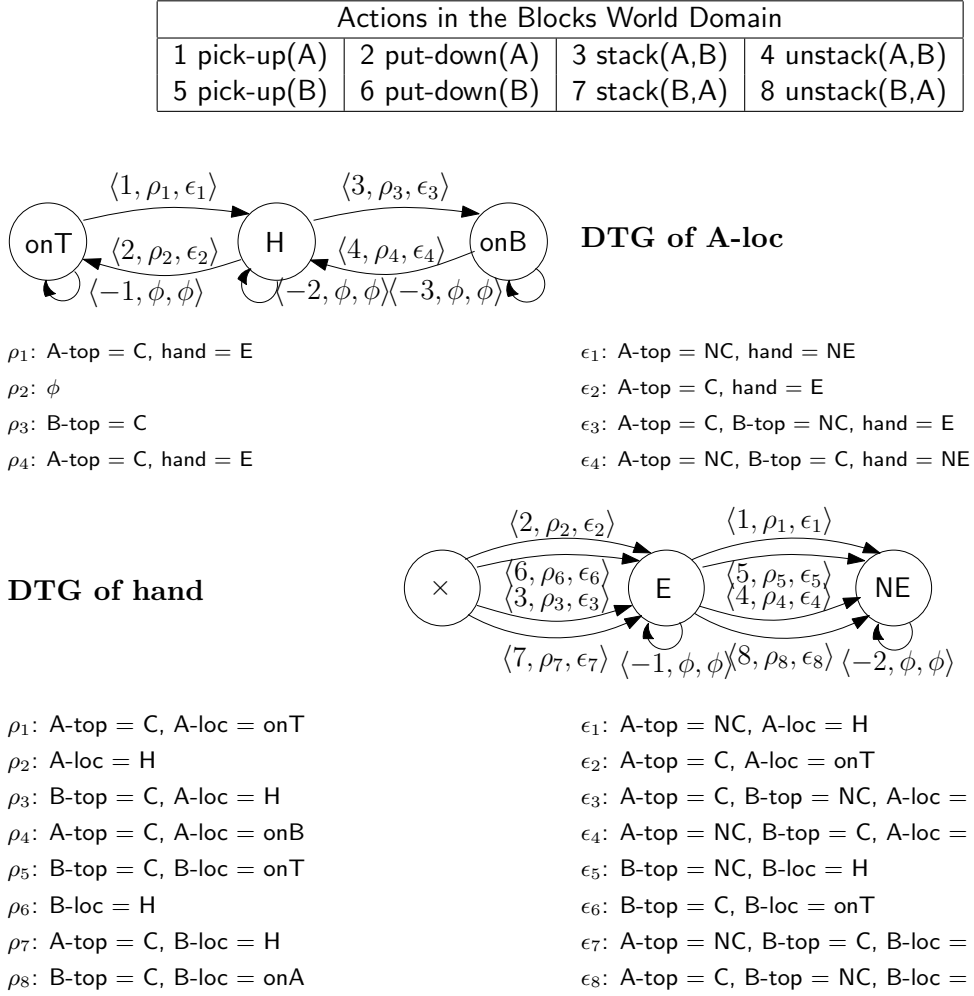 Actions in the Blocks World Domain
1 pick-up(A) 2 put-down(A) 3 stack(A,B) 4 unstack(A,B)
5 pick-up(B) 6 put-down(B) 7 stack(B,A) 8 unstack(B,A)
⟨1, ρ₁, ϵ₁⟩ ⟨3, ρ₃, ϵ₃⟩
onT H onB DTG of A-loc
⟨2, ρ₂, ϵ₂⟩ ⟨4, ρ₄, ϵ₄⟩
⟨−1, ϕ, ϕ⟩ ⟨−2, ϕ, ϕ⟩ ⟨−3, ϕ, ϕ⟩
ρ₁: A-top = C, hand = E ϵ₁: A-top = NC, hand = NE
ρ₂: ϕ ϵ₂: A-top = C, hand = E
ρ₃: B-top = C ϵ₃: A-top = C, B-top = NC, hand = E
ρ₄: A-top = C, hand = E ϵ₄: A-top = NC, B-top = C, hand = NE
⟨2, ρ₂, ϵ₂⟩ ⟨1, ρ₁, ϵ₁⟩
⟨6, ρ₆, ϵ₆⟩ ⟨5, ρ₅, ϵ₅⟩
DTG of hand × E NE
⟨3, ρ₃, ϵ₃⟩ ⟨4, ρ₄, ϵ₄⟩
⟨7, ρ₇, ϵ₇⟩ ⟨−1, ϕ, ϕ⟩ ⟨8, ρ₈, ϵ₈⟩ ⟨−2, ϕ, ϕ⟩
ρ₁: A-top = C, A-loc = onT ϵ₁: A-top = NC, A-loc = H
ρ₂: A-loc = H ϵ₂: A-top = C, A-loc = onT
ρ₃: B-top = C, A-loc = H ϵ₃: A-top = C, B-top = NC, A-loc =
ρ₄: A-top = C, A-loc = onB ϵ₄: A-top = NC, B-top = C, A-loc =
ρ₅: B-top = C, B-loc = onT ϵ₅: B-top = NC, B-loc = H
ρ₆: B-loc = H ϵ₆: B-top = C, B-loc = onT
ρ₇: A-top = C, B-loc = H ϵ₇: A-top = NC, B-top = C, B-loc =
ρ₈: B-top = C, B-loc = onA ϵ₈: A-top = C, B-top = NC, B-loc =